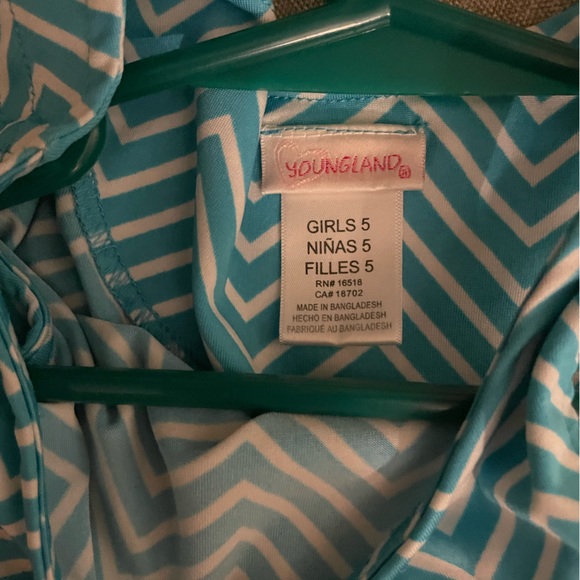 YOUNGLAND®
GIRLS 5
NIÑAS 5
FILLES 5
RN# 16518
CA# 18702
MADE IN BANGLADESH
HECHO EN BANGLADESH
FABRIQUÉ AU BANGLADESH